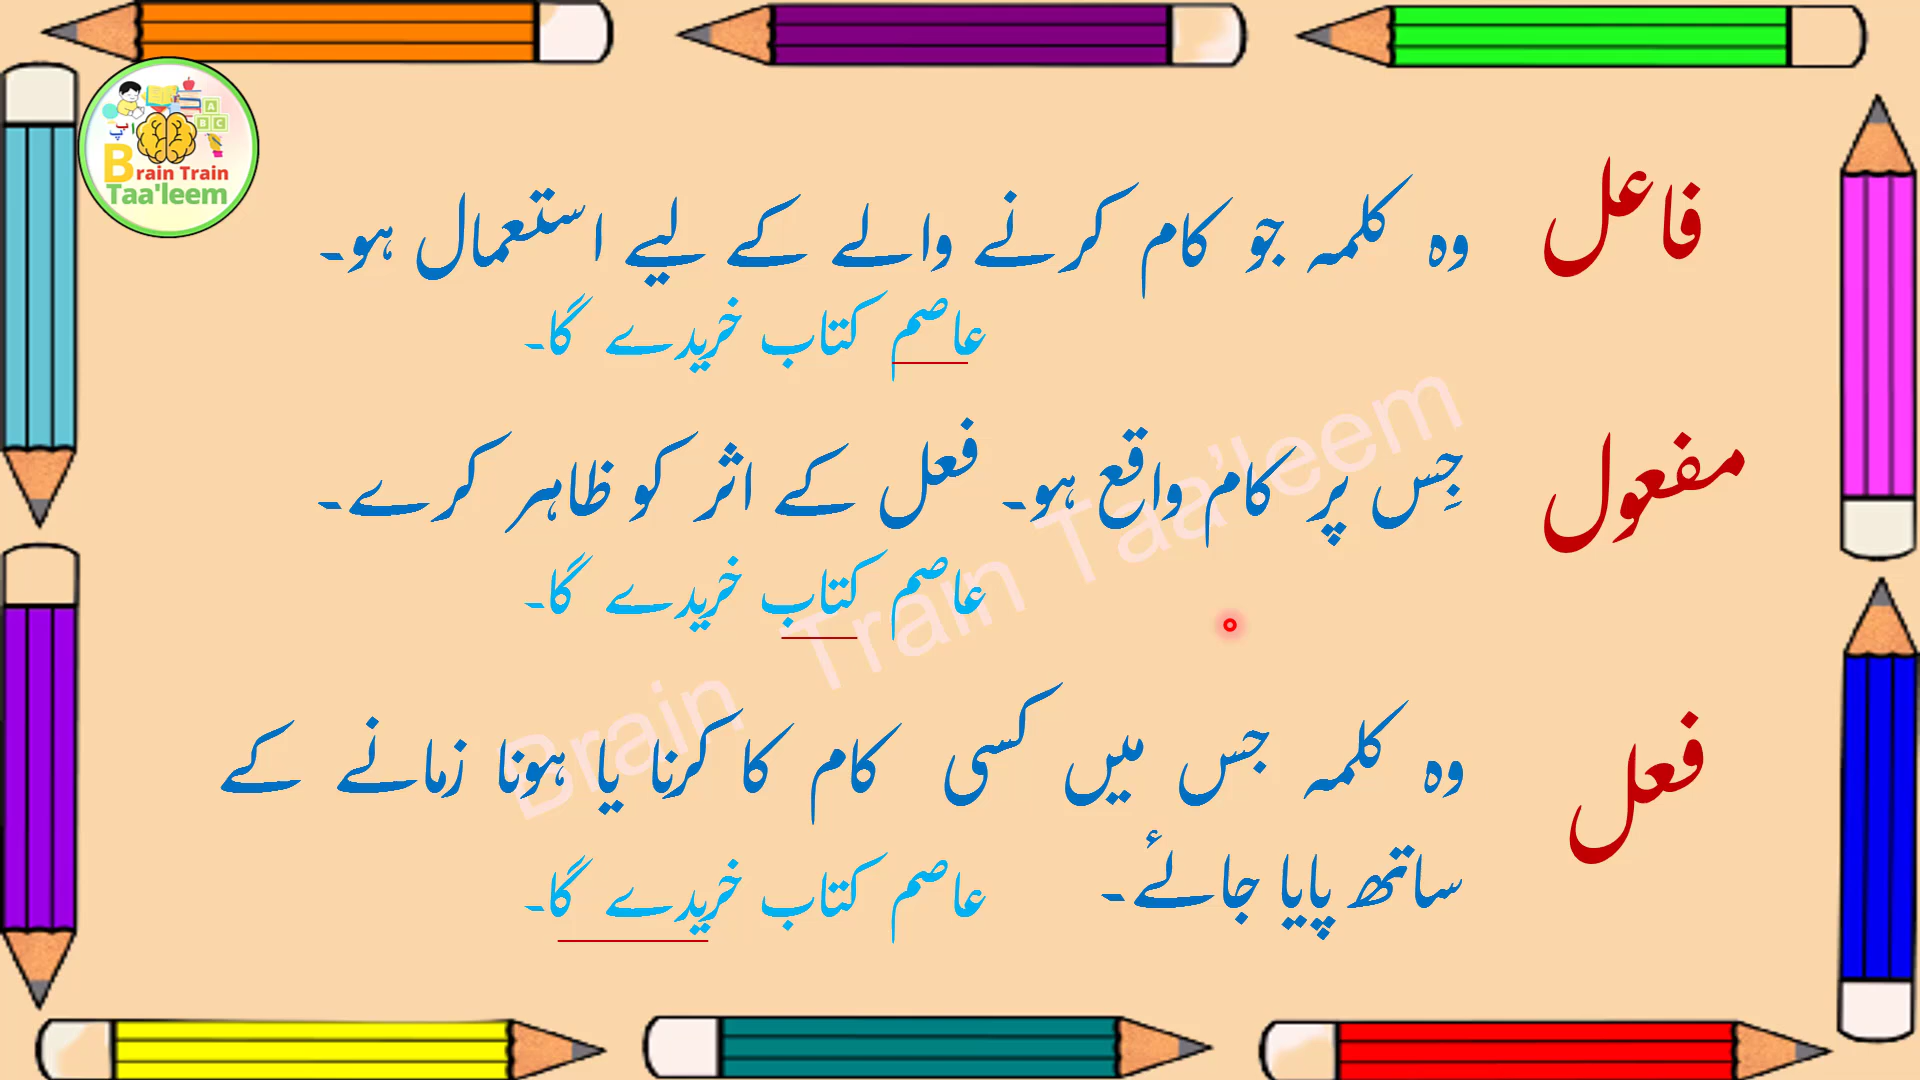 Brain Train
Taa'leem
فاعل وہ کلمہ جو کام کرنے والے کے لیے استعمال ہو۔
عاصم کتاب خریدے گا۔
مفعول جِس پر کام واقع ہو۔ فعل کے اثر کو ظاہر کرے۔
عاصم کتاب خریدے گا۔
فعل وہ کلمہ جس میں کسی کام کا کرنا یا ہونا زمانے کے
ساتھ پایا جائے۔ عاصم کتاب خریدے گا۔
Brain Train Taa'leem